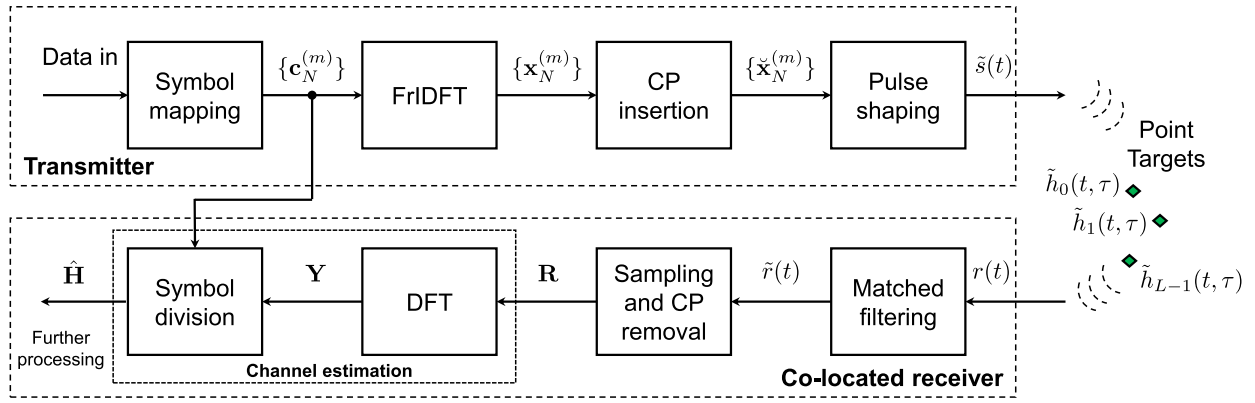 Data in
Symbol
mapping
{c_N^(m)}
FrIDFT
{x_N^(m)}
CP
insertion
{x̆_N^(m)}
Pulse
shaping
s̃(t)
Transmitter
Point
Targets
h̃_0(t, τ)
h̃_1(t, τ)
h̃_{L−1}(t, τ)
Ĥ
Further
processing
Symbol
division
Y
DFT
Channel estimation
R
Sampling
and CP
removal
r̃(t)
Matched
filtering
r(t)
Co-located receiver